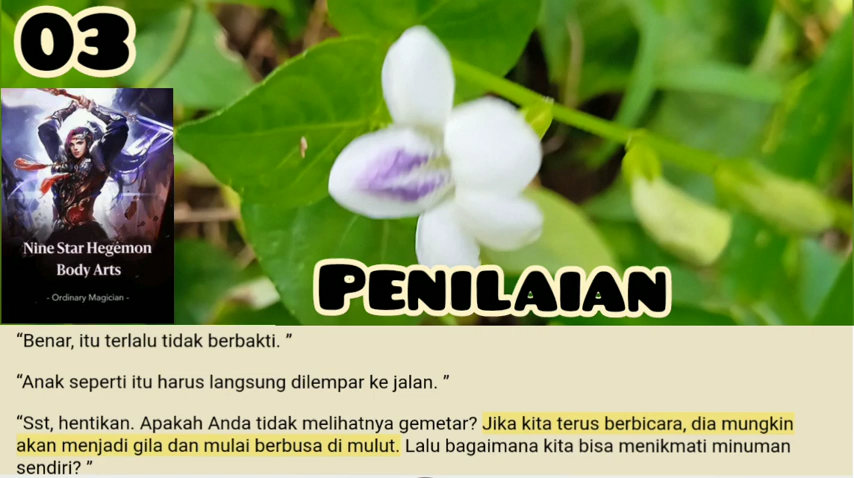 03
Nine Star Hegemon
Body Arts
- Ordinary Magician -
PENILAIAN
“Benar, itu terlalu tidak berbakti. ”
“Anak seperti itu harus langsung dilempar ke jalan. ”
“Sst, hentikan. Apakah Anda tidak melihatnya gemetar? Jika kita terus berbicara, dia mungkin
akan menjadi gila dan mulai berbusa di mulut. Lalu bagaimana kita bisa menikmati minuman
sendiri? ”